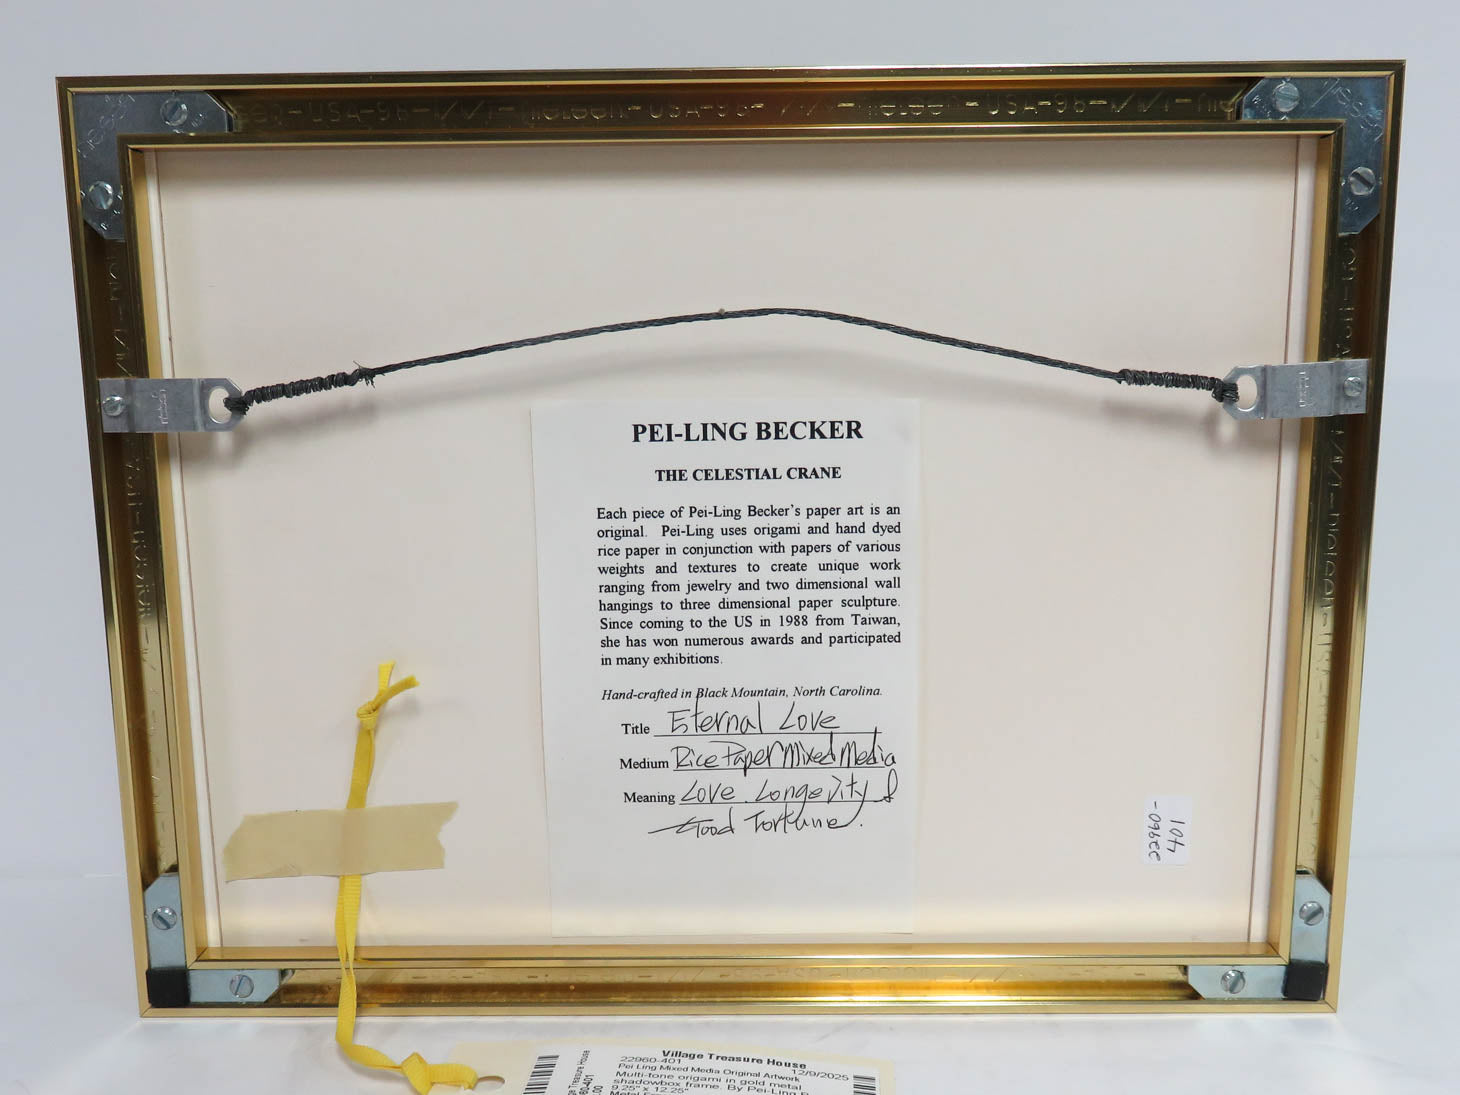 PEI-LING BECKER
THE CELESTIAL CRANE
Each piece of Pei-Ling Becker's paper art is an
original. Pei-Ling uses origami and hand dyed
rice paper in conjunction with papers of various
weights and textures to create unique work
ranging from jewelry and two dimensional wall
hangings to three dimensional paper sculpture.
Since coming to the US in 1988 from Taiwan,
she has won numerous awards and participated
in many exhibitions.
Hand-crafted in Black Mountain, North Carolina.
Title Eternal Love
Medium Rice Paper Mixed Media
Meaning Love. Longevity &
Good Fortune.
22960-
401
Village Treasure House
22960-401 12/9/2025
Pei Ling Mixed Media Original Artwork
Multi-tone origami in gold metal
shadowbox frame. By Pei-Ling
9.25" x 12.25"